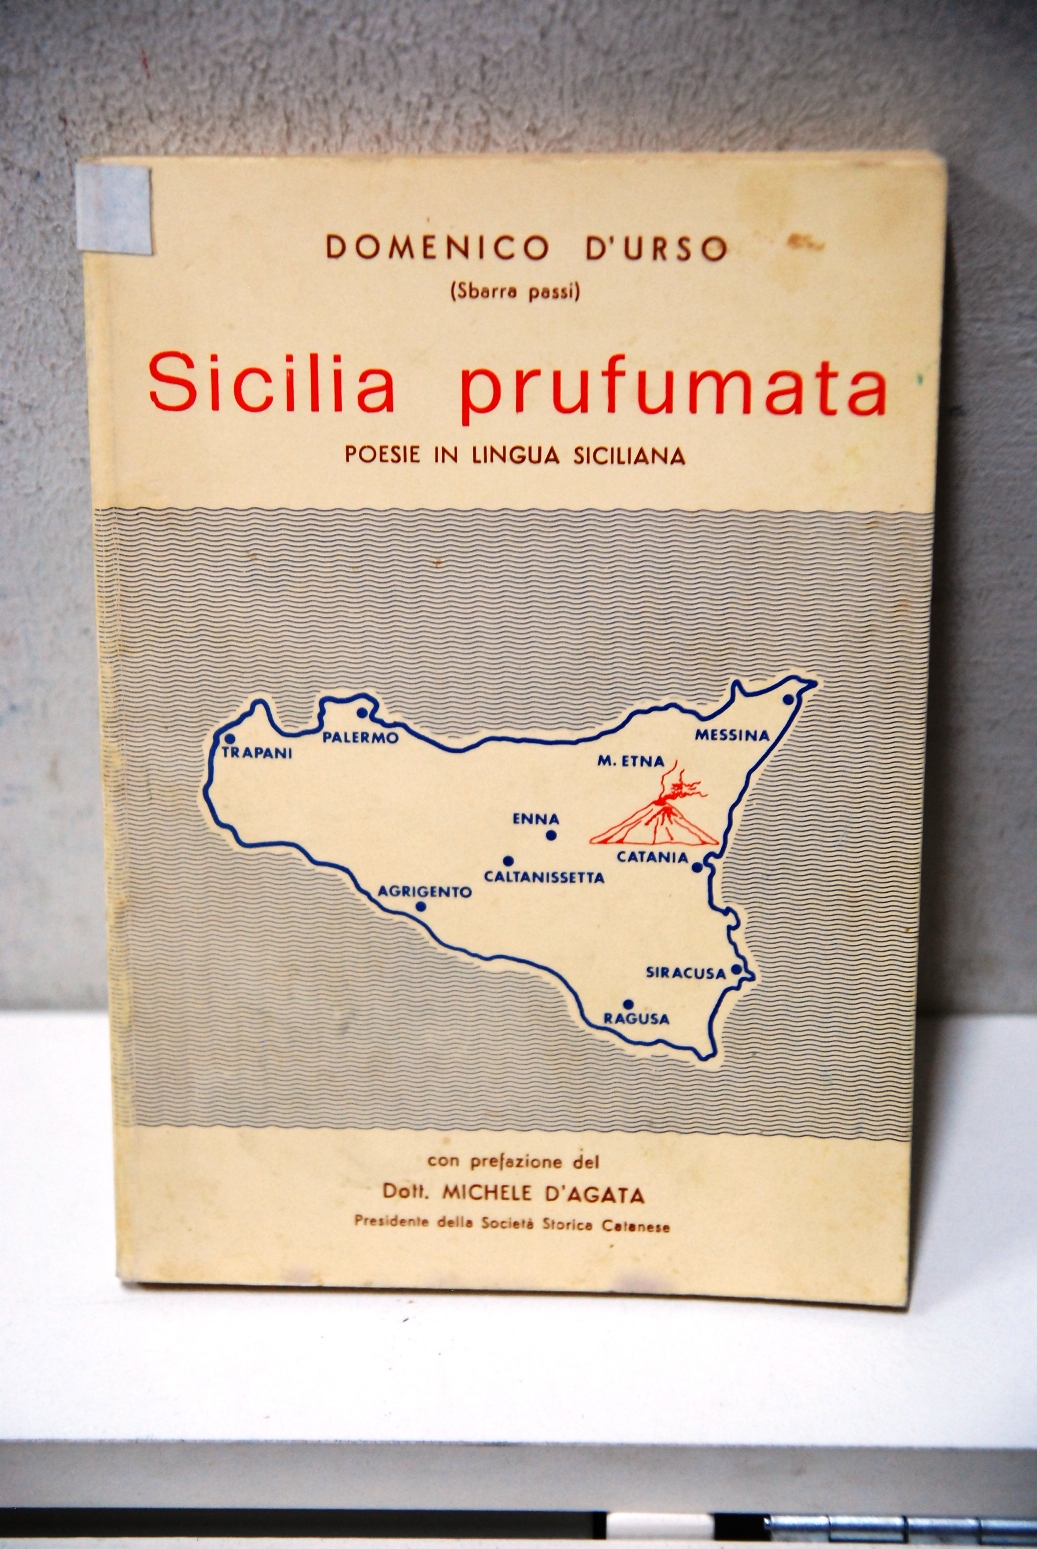 DOMENICO D'URSO
(Sbarra passi)
Sicilia prufumata
POESIE IN LINGUA SICILIANA
MESSINA
PALERMO
TRAPANI
M. ETNA
ENNA
CATANIA
CALTANISSETTA
AGRIGENTO
SIRACUSA
RAGUSA
con prefazione del
Dott. MICHELE D'AGATA
Presidente della Società Storica Catanese